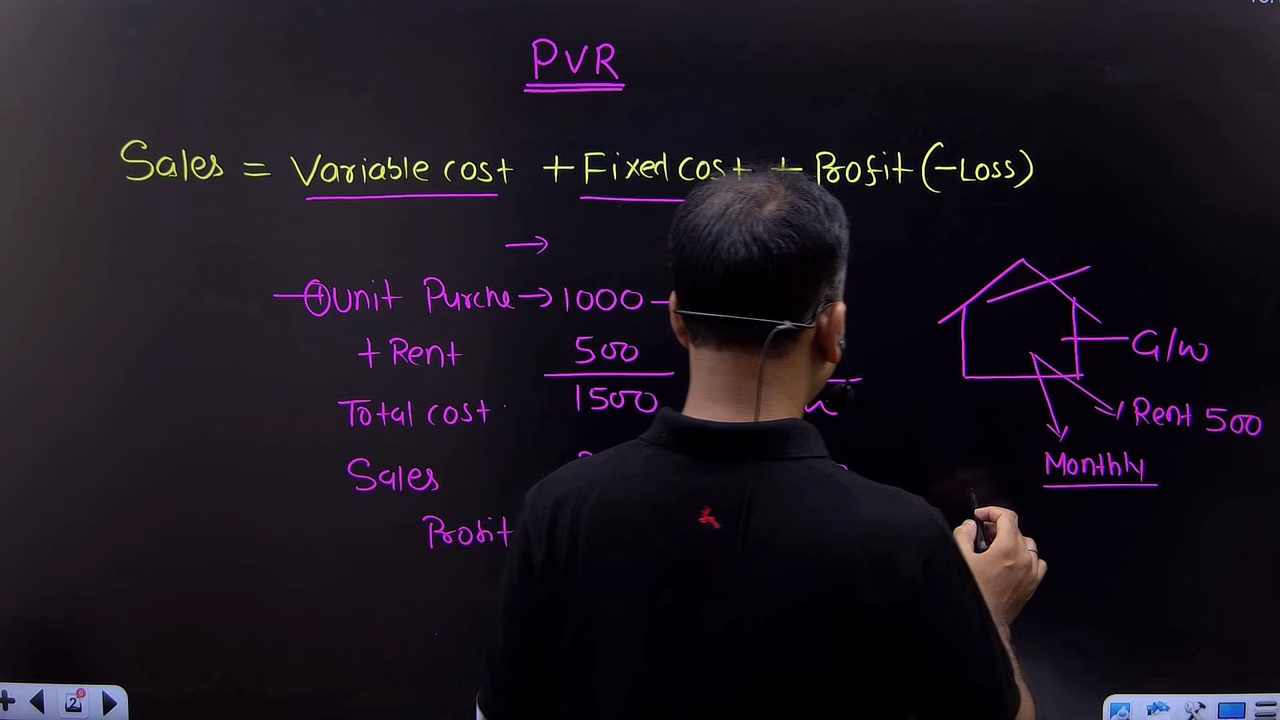 PVR
Sales = Variable cost + Fixed cost + Profit (-Loss)
→
1 Unit Purche → 1000 –
+ Rent 500
Total cost 1500
Sales
Profit
G/w
Rent 500
Monthly
2